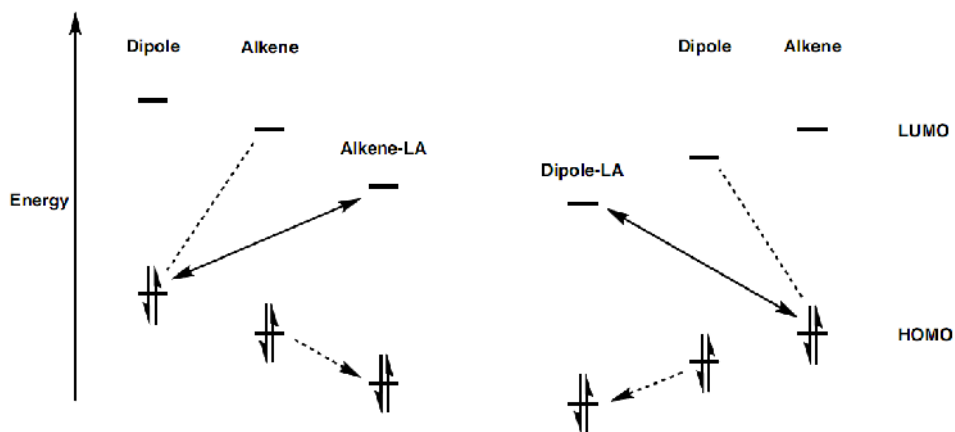 Dipole Alkene
Dipole Alkene
LUMO
Alkene-LA
Dipole-LA
Energy
HOMO